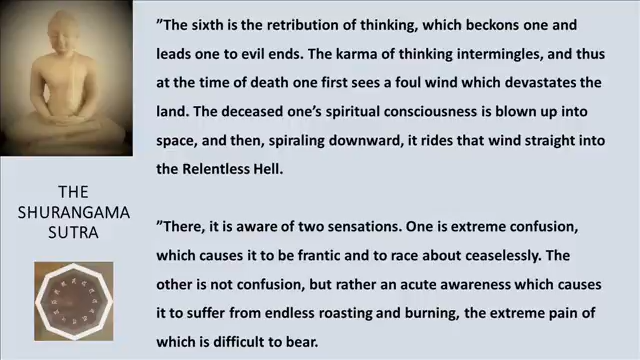 ”The sixth is the retribution of thinking, which beckons one and
leads one to evil ends. The karma of thinking intermingles, and thus
at the time of death one first sees a foul wind which devastates the
land. The deceased one’s spiritual consciousness is blown up into
space, and then, spiraling downward, it rides that wind straight into
the Relentless Hell.
”There, it is aware of two sensations. One is extreme confusion,
which causes it to be frantic and to race about ceaselessly. The
other is not confusion, but rather an acute awareness which causes
it to suffer from endless roasting and burning, the extreme pain of
which is difficult to bear.
THE
SHURANGAMA
SUTRA